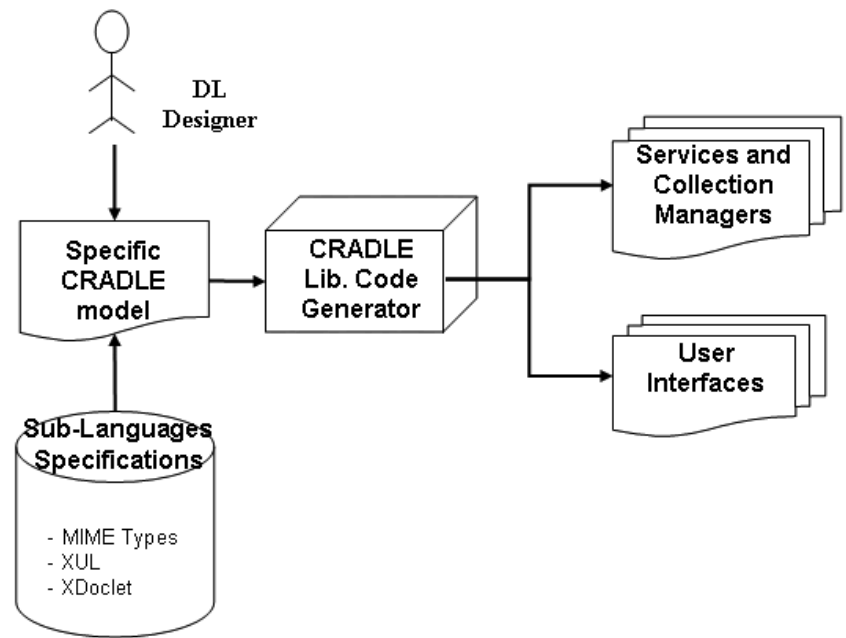 DL
Designer
Specific
CRADLE
model
CRADLE
Lib. Code
Generator
Services and
Collection
Managers
User
Interfaces
Sub-Languages
Specifications
- MIME Types
- XUL
- XDoclet